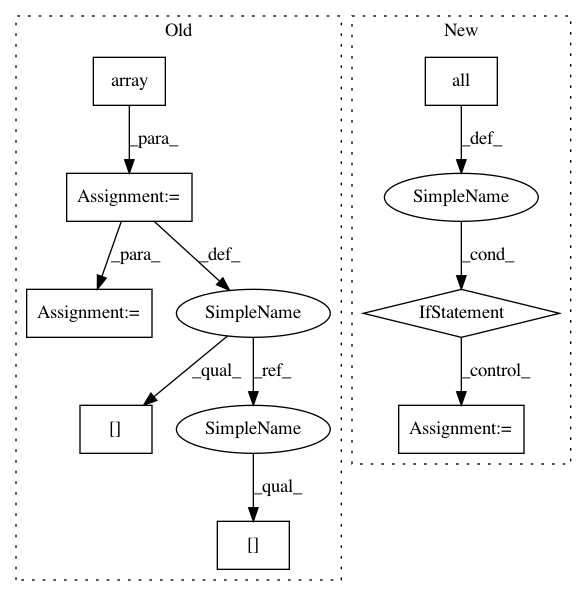 Old
New
array
all
_para_
_def_
Assignment:=
SimpleName
_para_
_def_
_cond_
Assignment:=
SimpleName
IfStatement
_qual_
_ref_
_control_
[]
SimpleName
Assignment:=
_qual_
[]